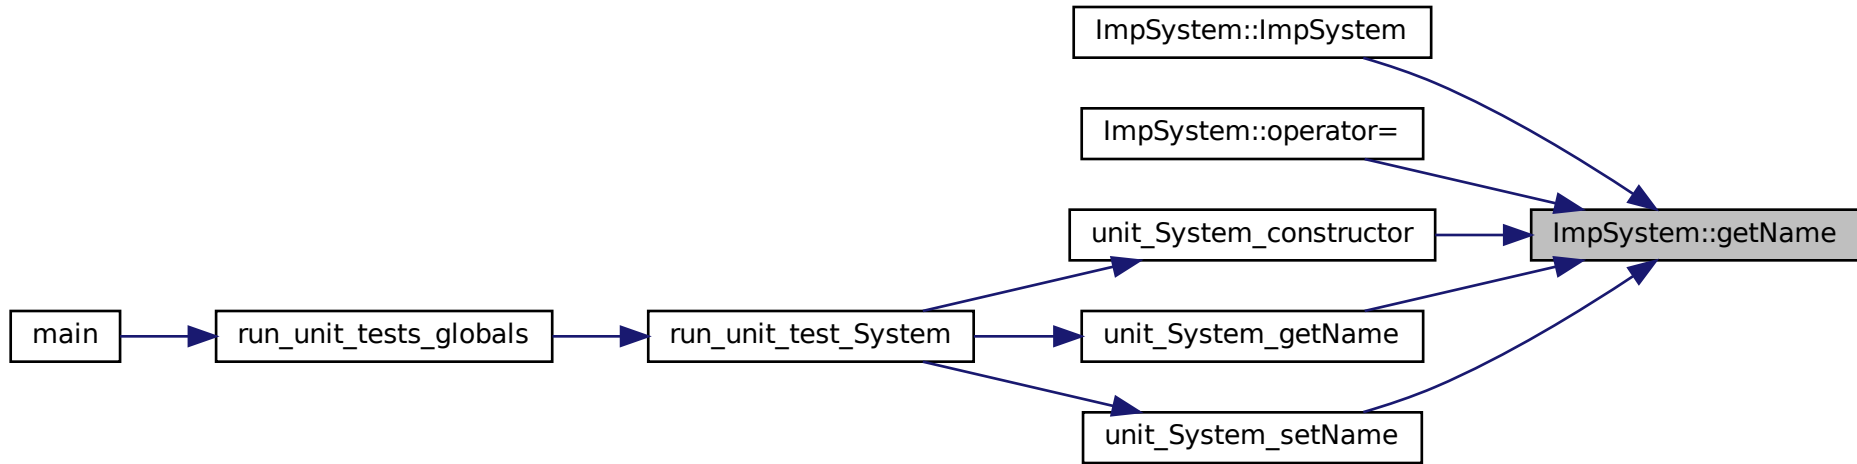 ImpSystem::ImpSystem
ImpSystem::operator=
unit_System_constructor
ImpSystem::getName
main
run_unit_tests_globals
run_unit_test_System
unit_System_getName
unit_System_setName